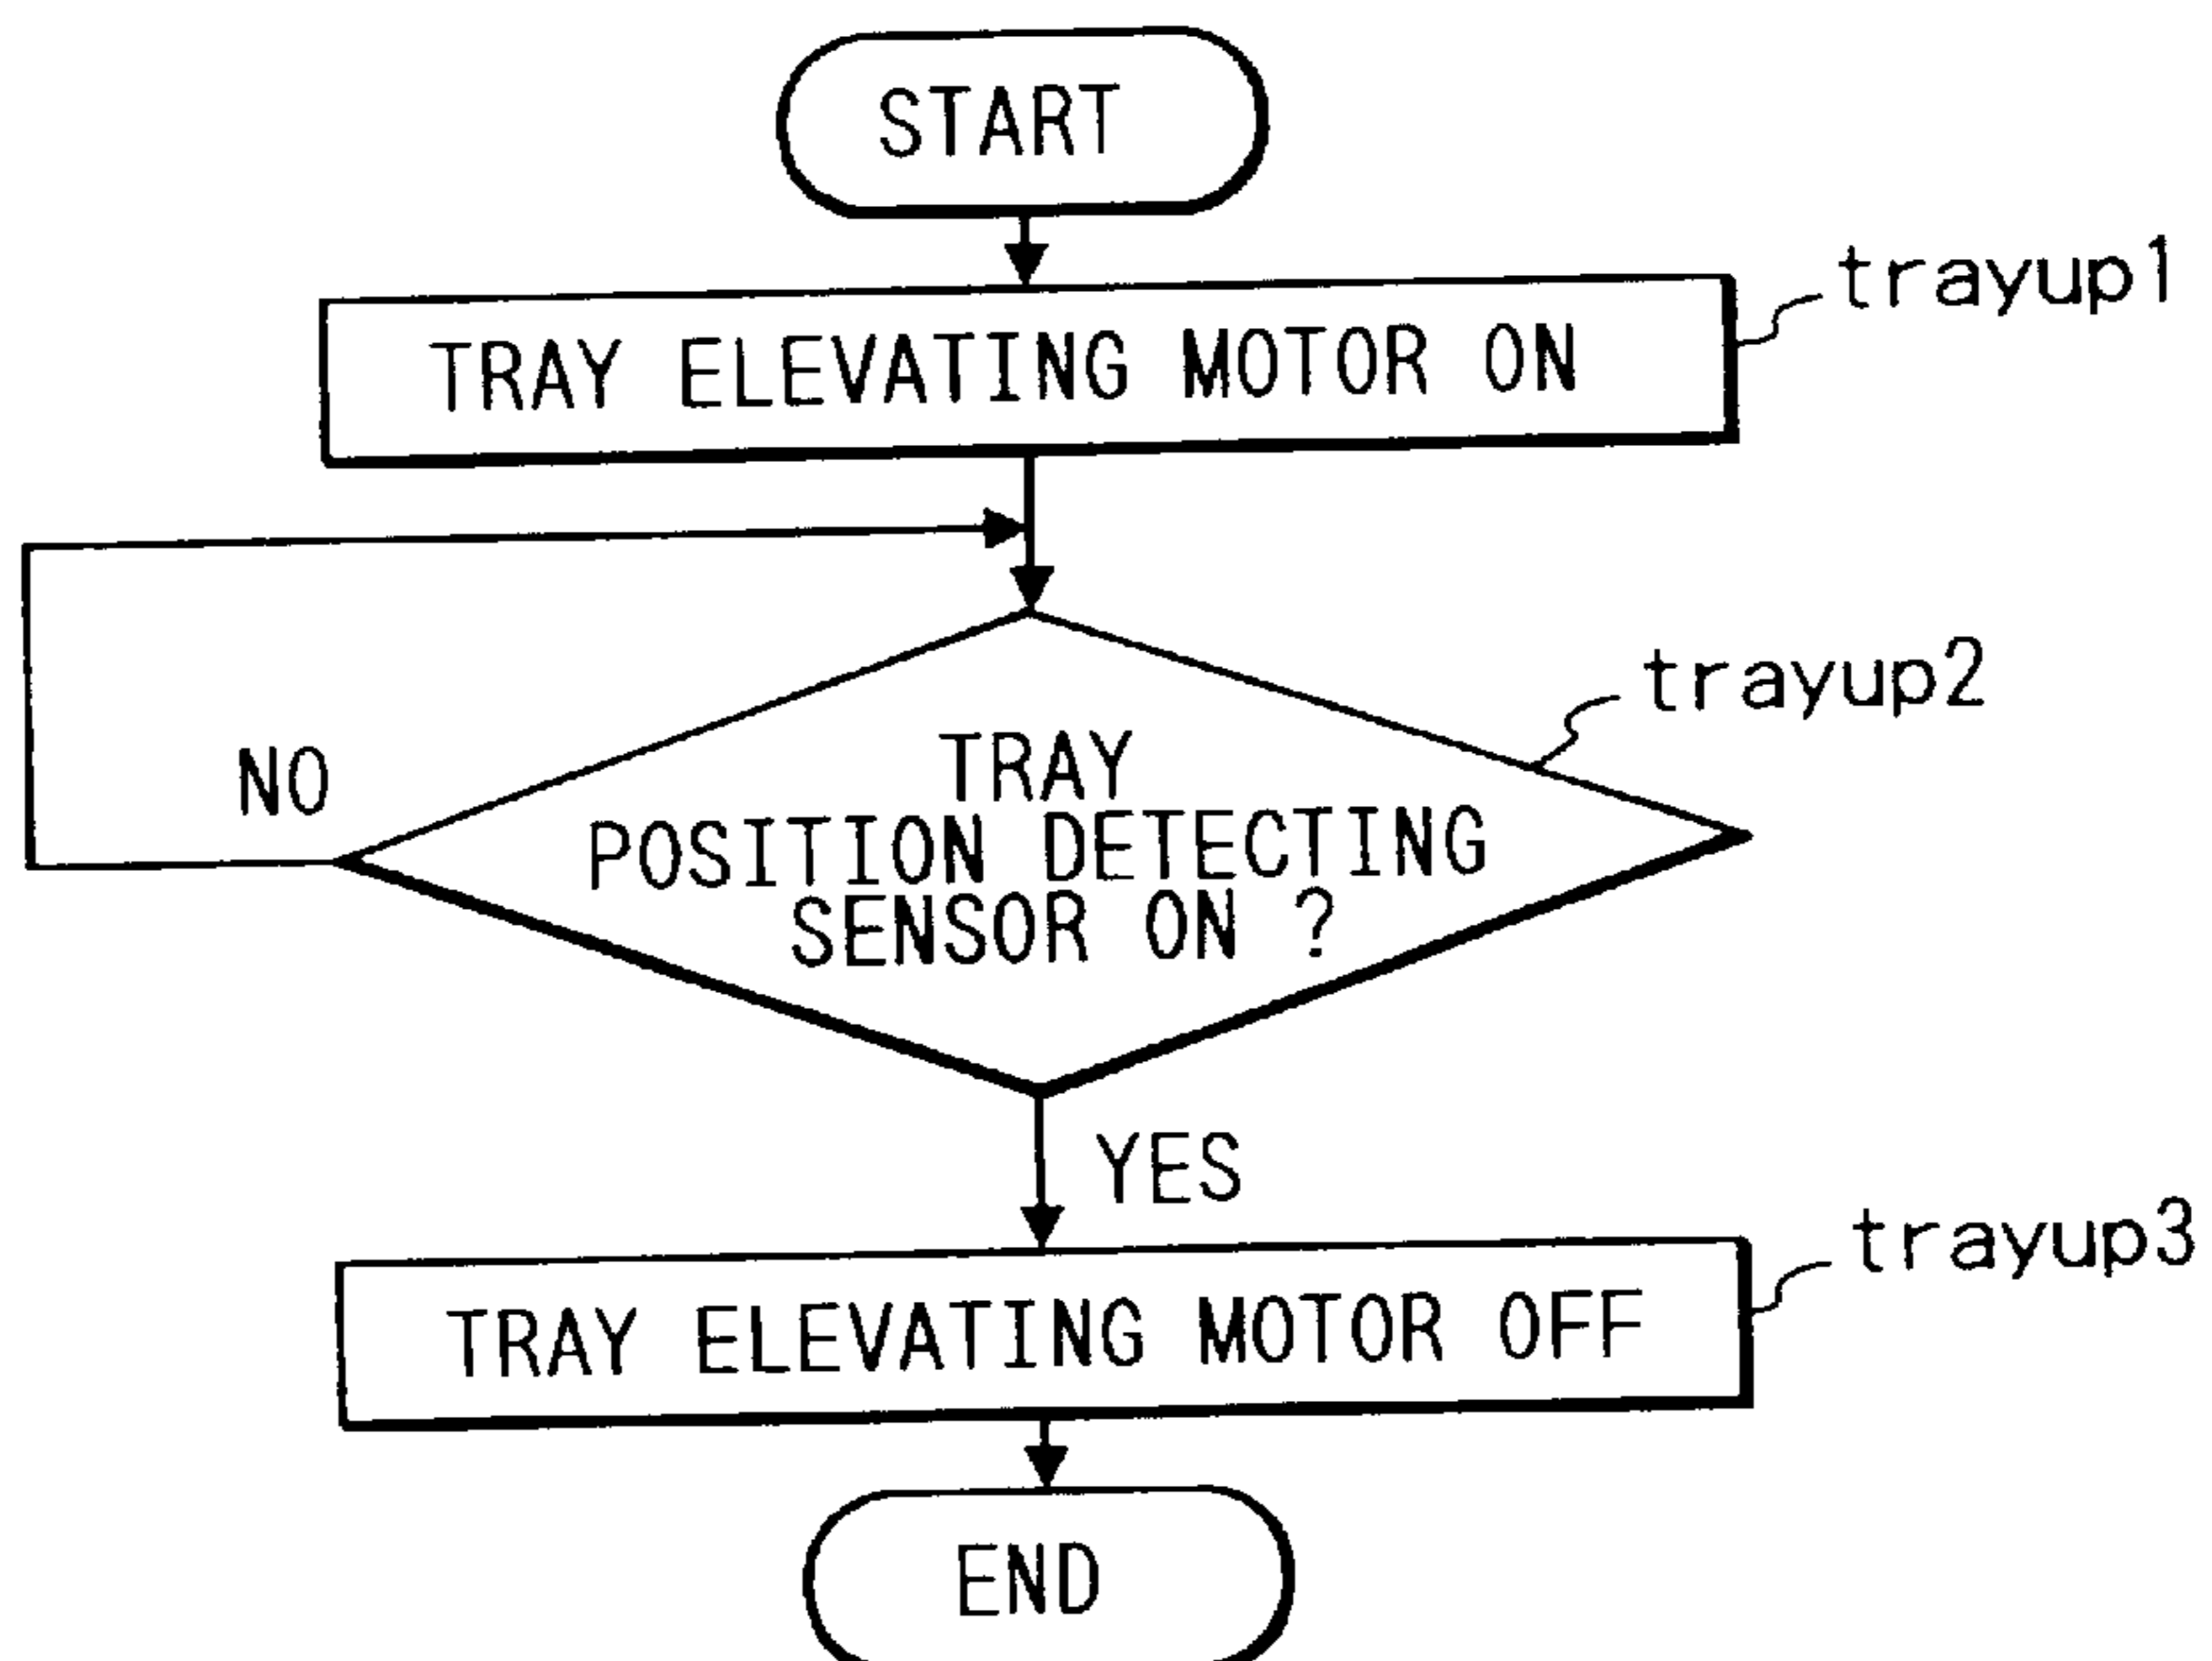 START
trayup1
TRAY ELEVATING MOTOR ON
trayup2
NO
TRAY
POSITION DETECTING
SENSOR ON ?
YES
trayup3
TRAY ELEVATING MOTOR OFF
END